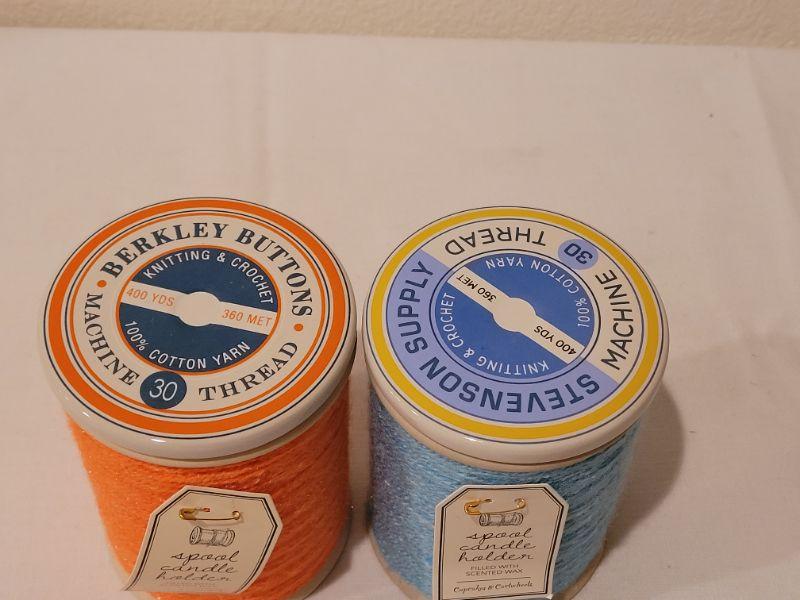 BERKLEY BUTTONS
KNITTING & CROCHET
400 YDS
360 MET
100% COTTON YARN
MACHINE 30 THREAD
spool
candle
holder
STEVENSON SUPPLY
KNITTING & CROCHET
400 YDS
360 MET
100% COTTON YARN
MACHINE 30 THREAD
spool
candle
holder
FILLED WITH
SCENTED WAX
Cupcakes & Cartwheels